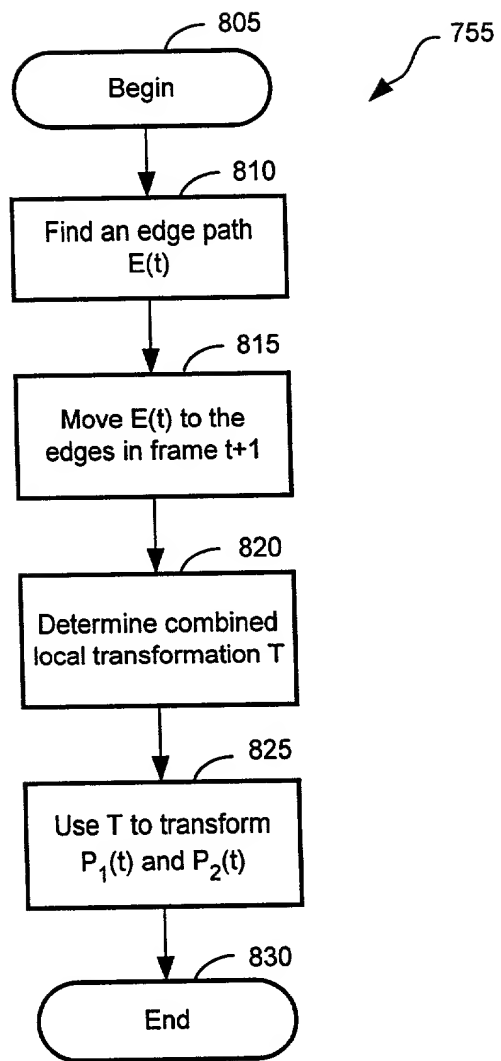 805
755
Begin
810
Find an edge path
E(t)
815
Move E(t) to the
edges in frame t+1
820
Determine combined
local transformation T
825
Use T to transform
P₁(t) and P₂(t)
830
End